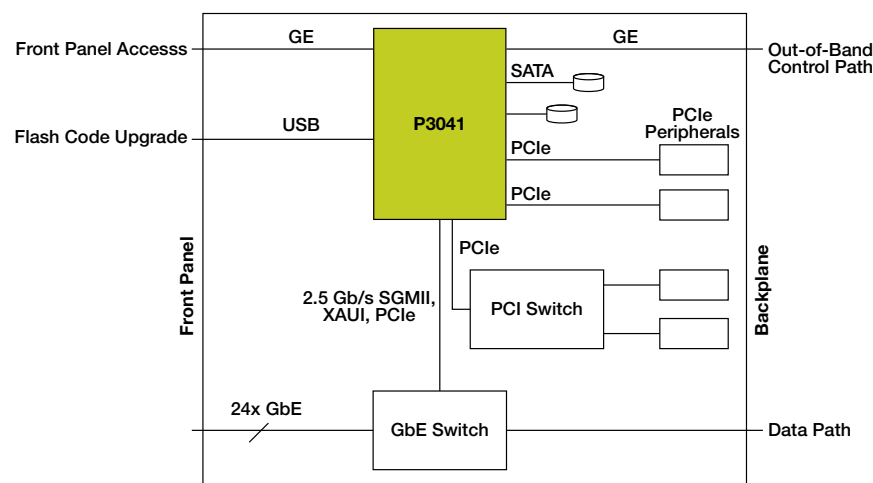 Front Panel Accesss
GE
GE
Out-of-Band
Control Path
SATA
P3041
PCIe
Peripherals
Flash Code Upgrade
USB
PCIe
PCIe
Front Panel
PCIe
2.5 Gb/s SGMII,
XAUI, PCIe
PCI Switch
Backplane
24x GbE
GbE Switch
Data Path